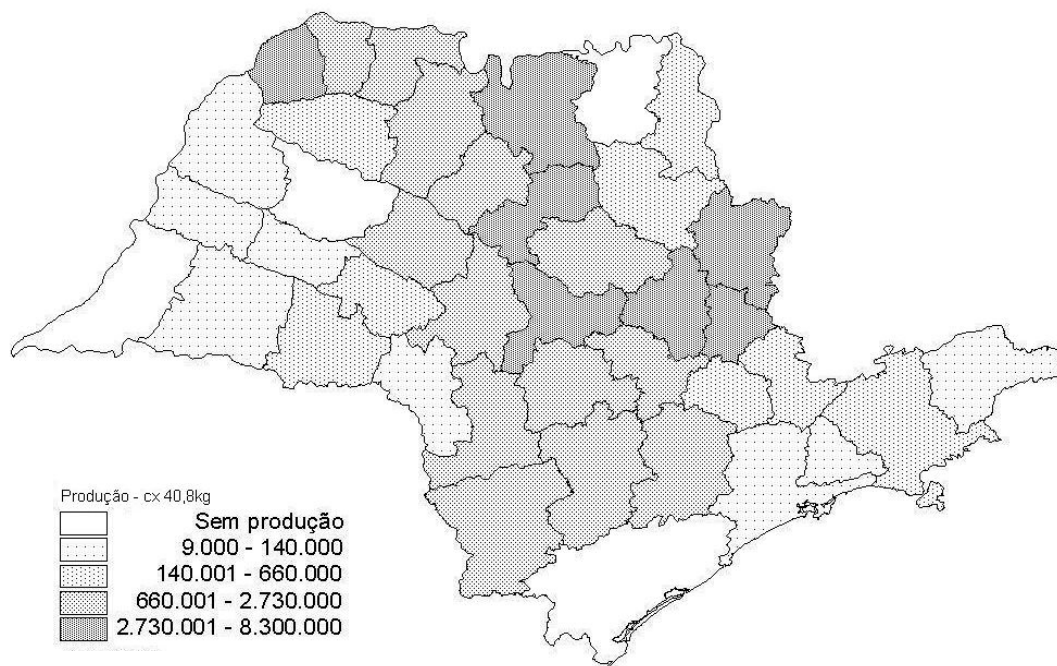 Produção - cx 40,8kg
Sem produção
9.000 - 140.000
140.001 - 660.000
660.001 - 2.730.000
2.730.001 - 8.300.000